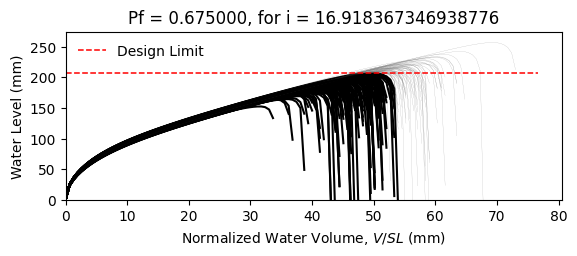 Pf = 0.675000, for i = 16.918367346938776
Design Limit
Water Level (mm)
250
200
150
100
50
0
0 10 20 30 40 50 60 70 80
Normalized Water Volume, V/SL (mm)